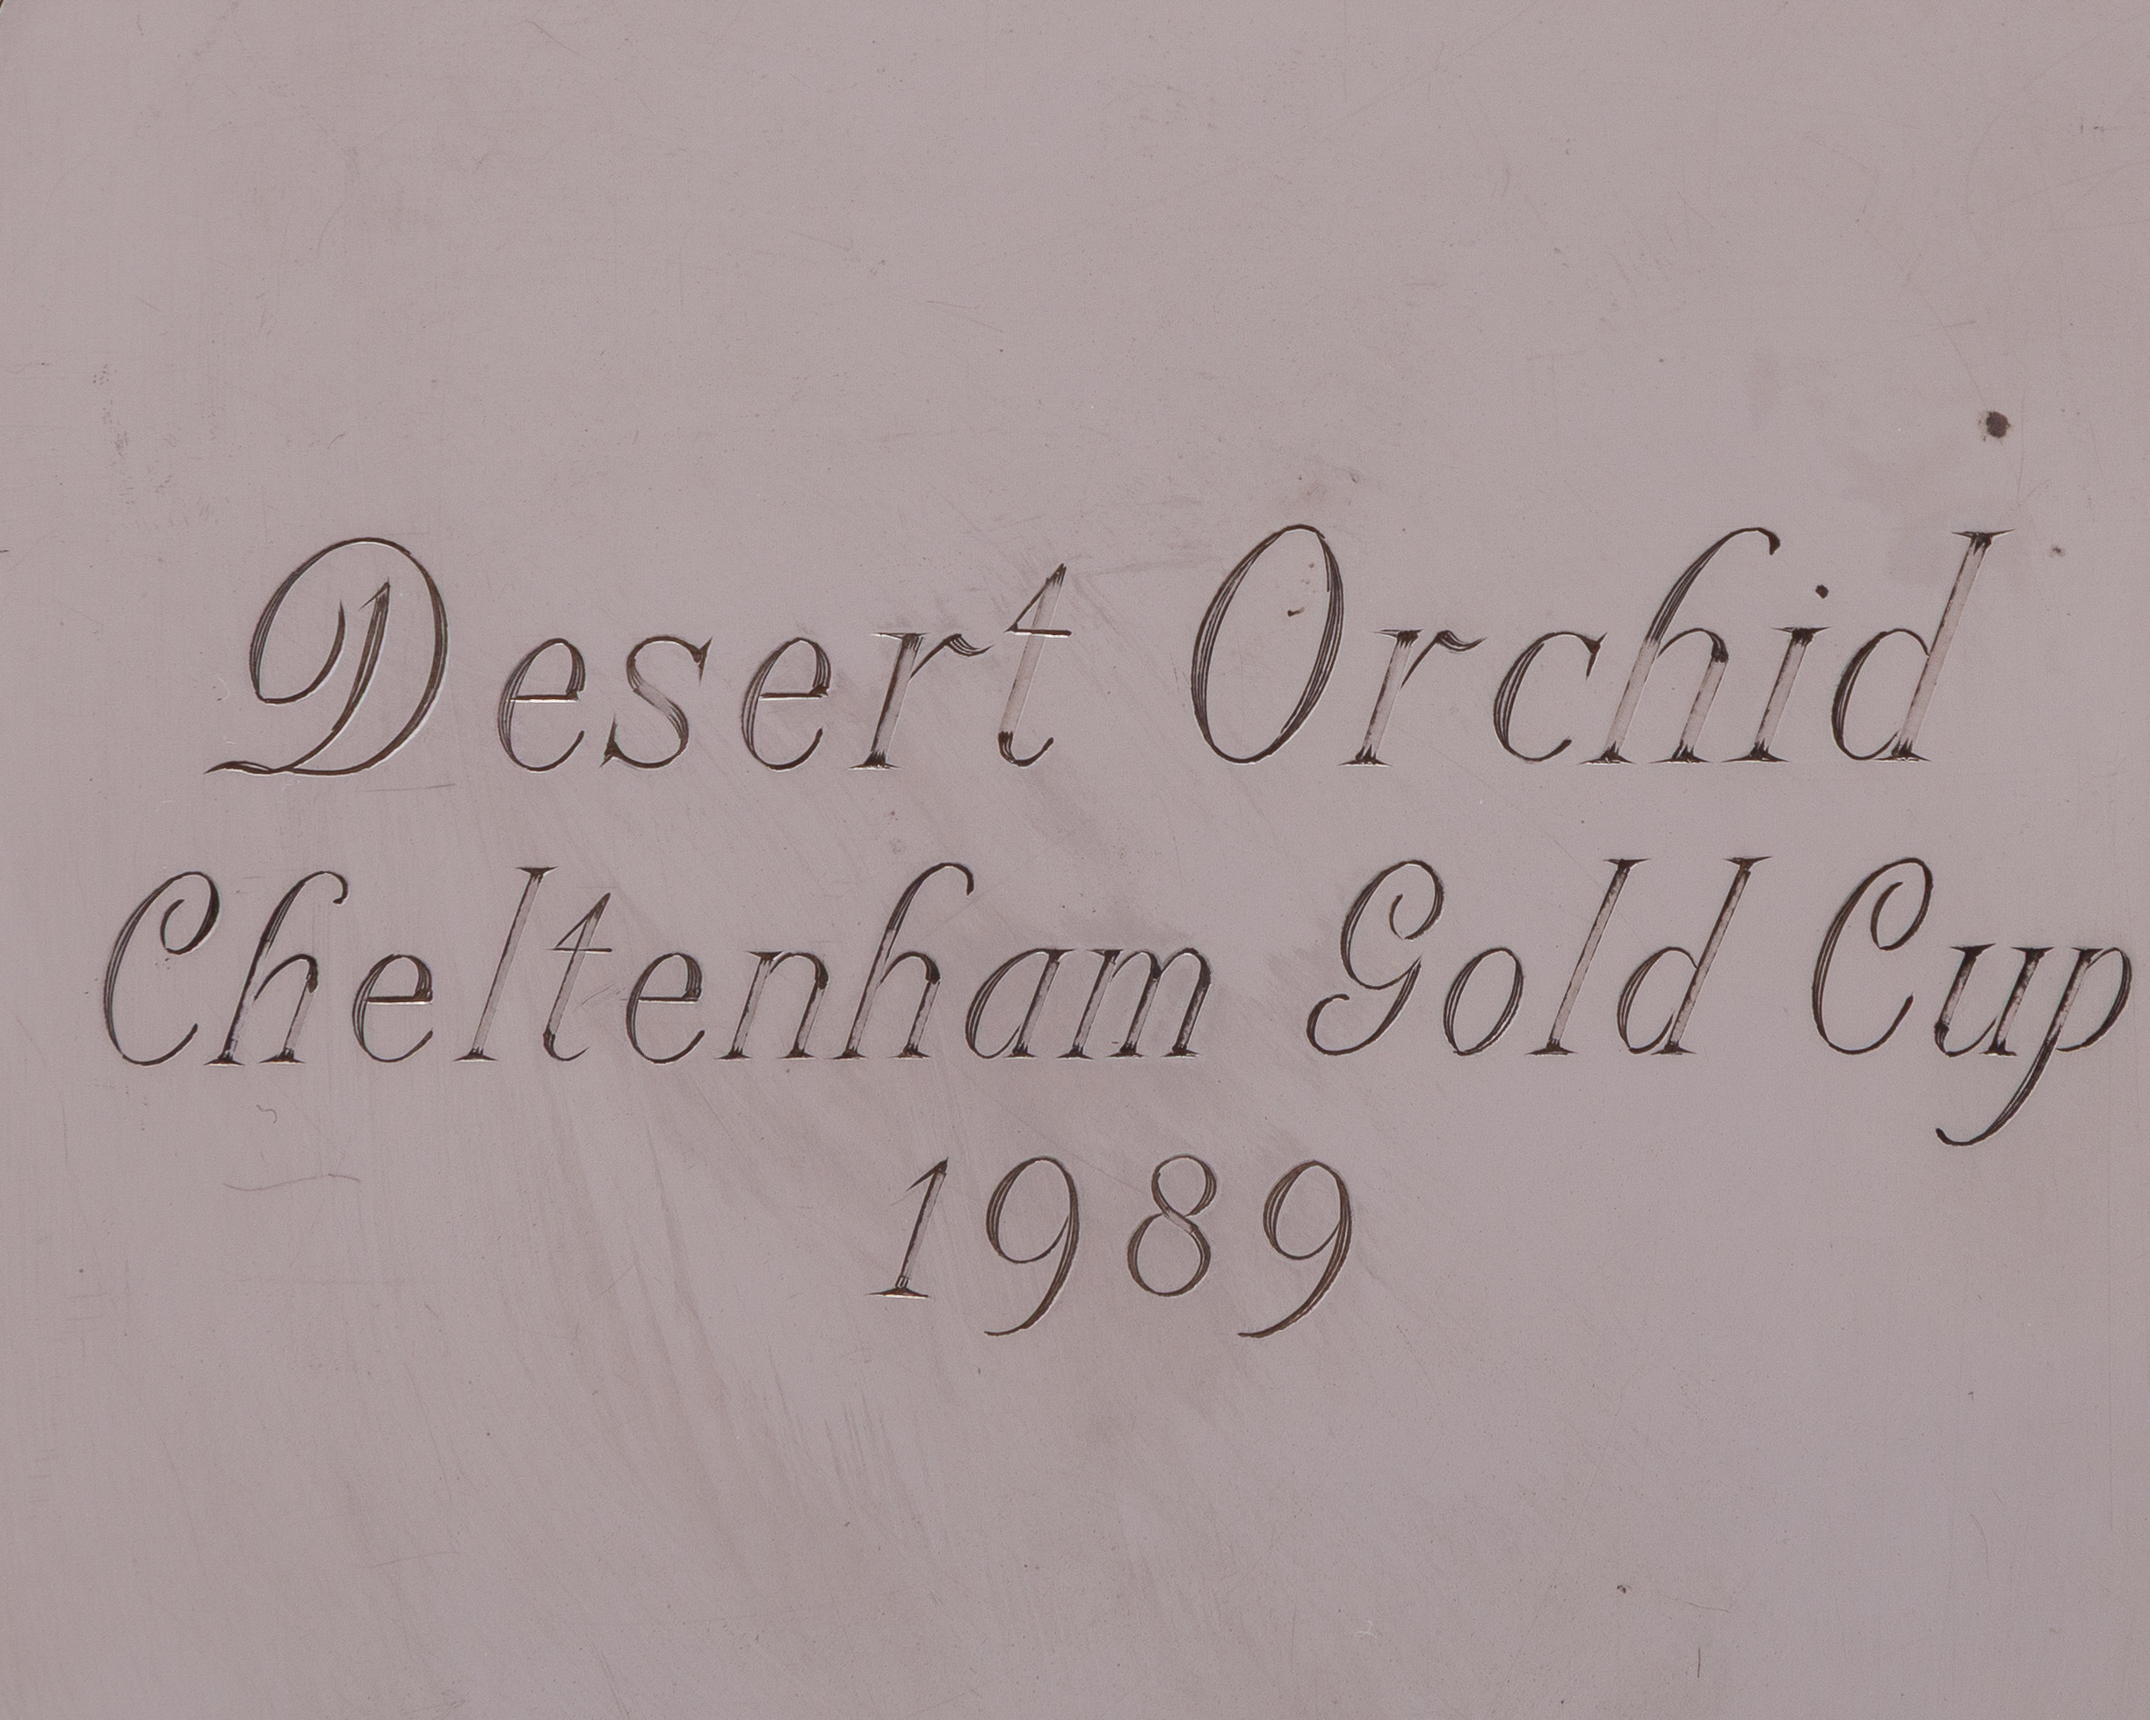 Desert Orchid
Cheltenham Gold Cup
1989